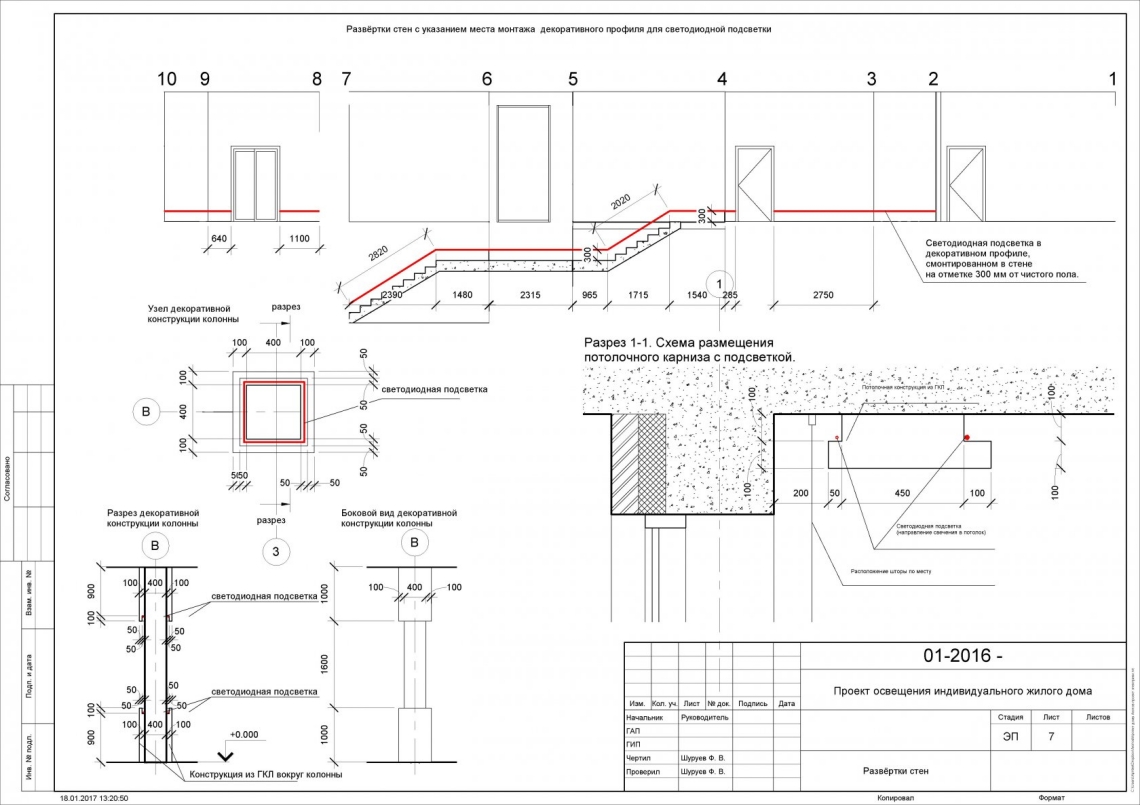 Развёртки стен с указанием места монтажа декоративного профиля для светодиодной подсветки
10 9 8 7 6 5 4 3 2 1
2020
300
2820
300
640 1100
2390 1480 2315 965 1715 1540 285 2750
1
Светодиодная подсветка в
декоративном профиле,
смонтированном в стене
на отметке 300 мм от чистого пола.
Узел декоративной
конструкции колонны
разрез
100 400 100
50
100
светодиодная подсветка
50
В
400
50
100
50
50 50 50 50
разрез
3
Разрез 1-1. Схема размещения
потолочного карниза с подсветкой.
Потолочная конструкция из ГКЛ
100 100
100 100
200 50 450 100
Светодиодная подсветка
(направление свечения в потолок)
Расположение шторы по месту
Разрез декоративной
конструкции колонны
В
900
100 400 100
светодиодная подсветка
100
50 50
50 50
50 50
50 50
светодиодная подсветка
100
100 400 100
900
+0.000
Конструкция из ГКЛ вокруг колонны
Боковой вид декоративной
конструкции колонны
В
1000
100 400 100
1600
1000
Согласовано
Взам. инв. №
Подп. и дата
Инв. № подл.
01-2016 -
Проект освещения индивидуального жилого дома
Изм. Кол. уч. Лист № док. Подпись Дата
Начальник Руководитель
ГАП
ГИП
Чертил Шуруев Ф. В.
Проверил Шуруев Ф. В.
Стадия Лист Листов
ЭП 7
Развёртки стен
18.01.2017 13:20:50
Копировал Формат